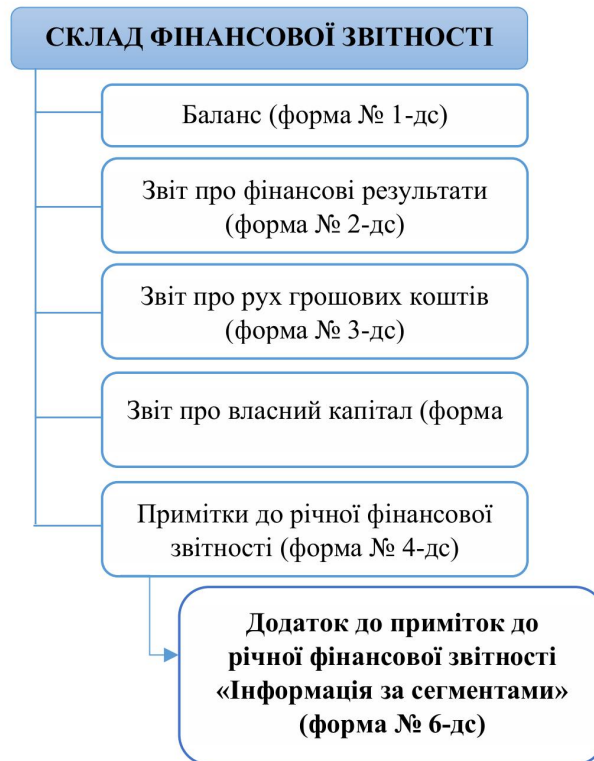 СКЛАД ФІНАНСОВОЇ ЗВІТНОСТІ
Баланс (форма № 1-дс)
Звіт про фінансові результати
(форма № 2-дс)
Звіт про рух грошових коштів
(форма № 3-дс)
Звіт про власний капітал (форма
Примітки до річної фінансової
звітності (форма № 4-дс)
Додаток до приміток до
річної фінансової звітності
«Інформація за сегментами»
(форма № 6-дс)